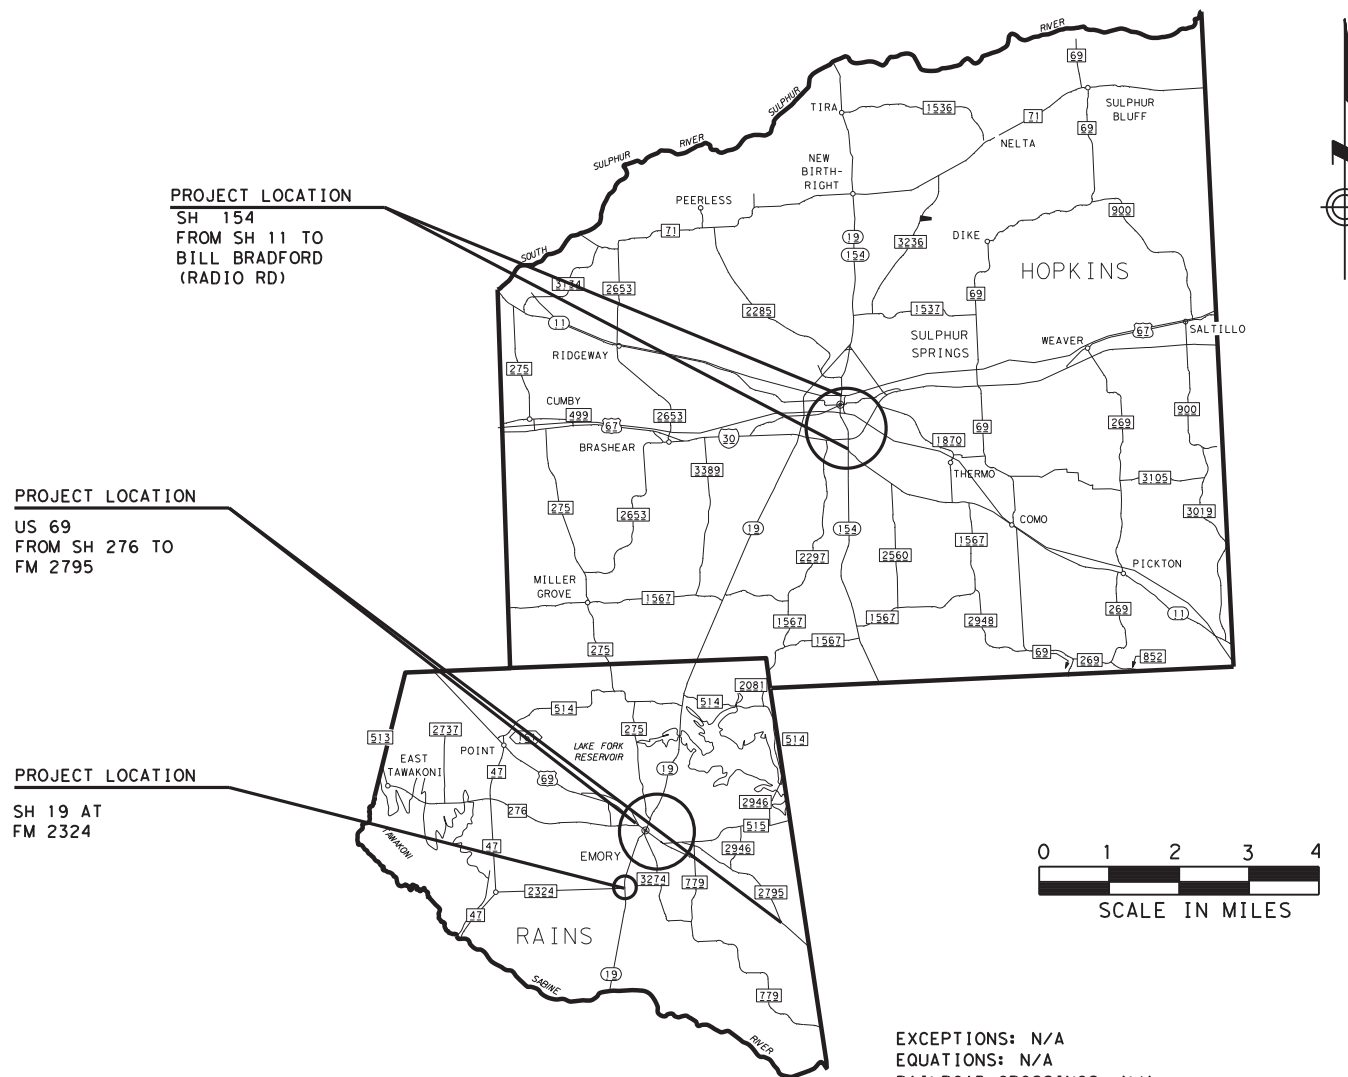 RIVER
69
SULPHUR
TIRA
1536
71
SULPHUR
BLUFF
69
NELTA
RIVER
SULPHUR
NEW
BIRTH-
RIGHT
PROJECT LOCATION
SH 154
FROM SH 11 TO
BILL BRADFORD
(RADIO RD)
PEERLESS
900
71
19
154
3236
DIKE
SOUTH
HOPKINS
3134
2653
69
2285
1537
11
SULPHUR
SPRINGS
67
SALTILLO
WEAVER
RIDGEWAY
275
CUMBY
499
67
2653
900
269
69
BRASHEAR
30
1870
3389
THERMO
3105
PROJECT LOCATION
US 69
FROM SH 276 TO
FM 2795
275
2653
19
154
3019
COMO
1567
2297
2560
PICKTON
MILLER
GROVE
1567
269
11
1567
1567
2948
1567
275
69
269
852
2081
514
514
513
2737
275
514
POINT
LAKE FORK
RESERVOIR
EAST
TAWAKONI
47
69
19
PROJECT LOCATION
SH 19 AT
FM 2324
276
2946
515
TAWAKONI
47
EMORY
2946
3274
779
2324
2795
47
RAINS
19
SABINE
779
RIVER
0 1 2 3 4
SCALE IN MILES
EXCEPTIONS: N/A
EQUATIONS: N/A